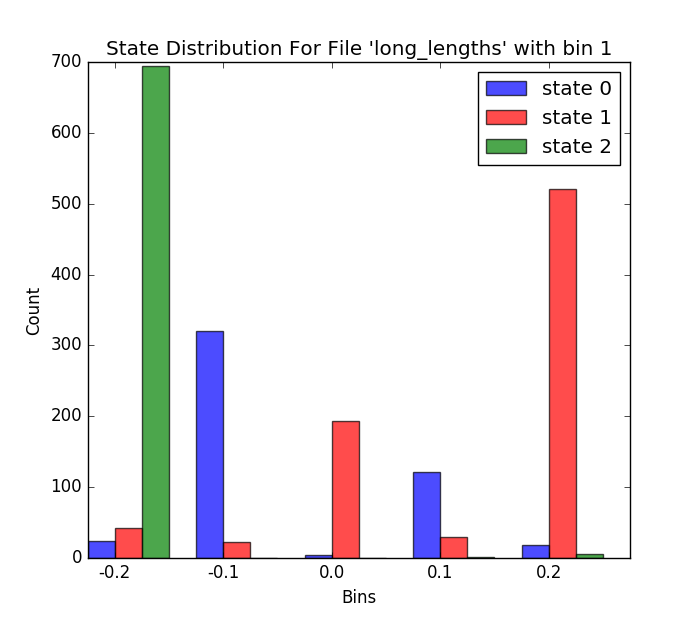 State Distribution For File 'long_lengths' with bin 1
state 0
state 1
state 2
700
600
500
400
300
200
100
0
Count
-0.2 -0.1 0.0 0.1 0.2
Bins